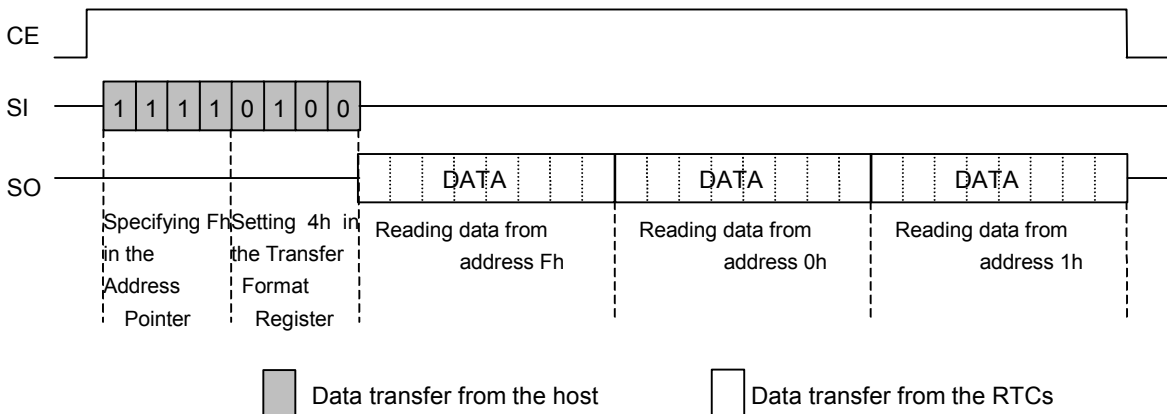 CE
SI 1 1 1 1 0 1 0 0
SO DATA DATA DATA
Specifying Fh
in the
Address
Pointer
Setting 4h in
the Transfer
Format
Register
Reading data from
address Fh
Reading data from
address 0h
Reading data from
address 1h
Data transfer from the host
Data transfer from the RTCs